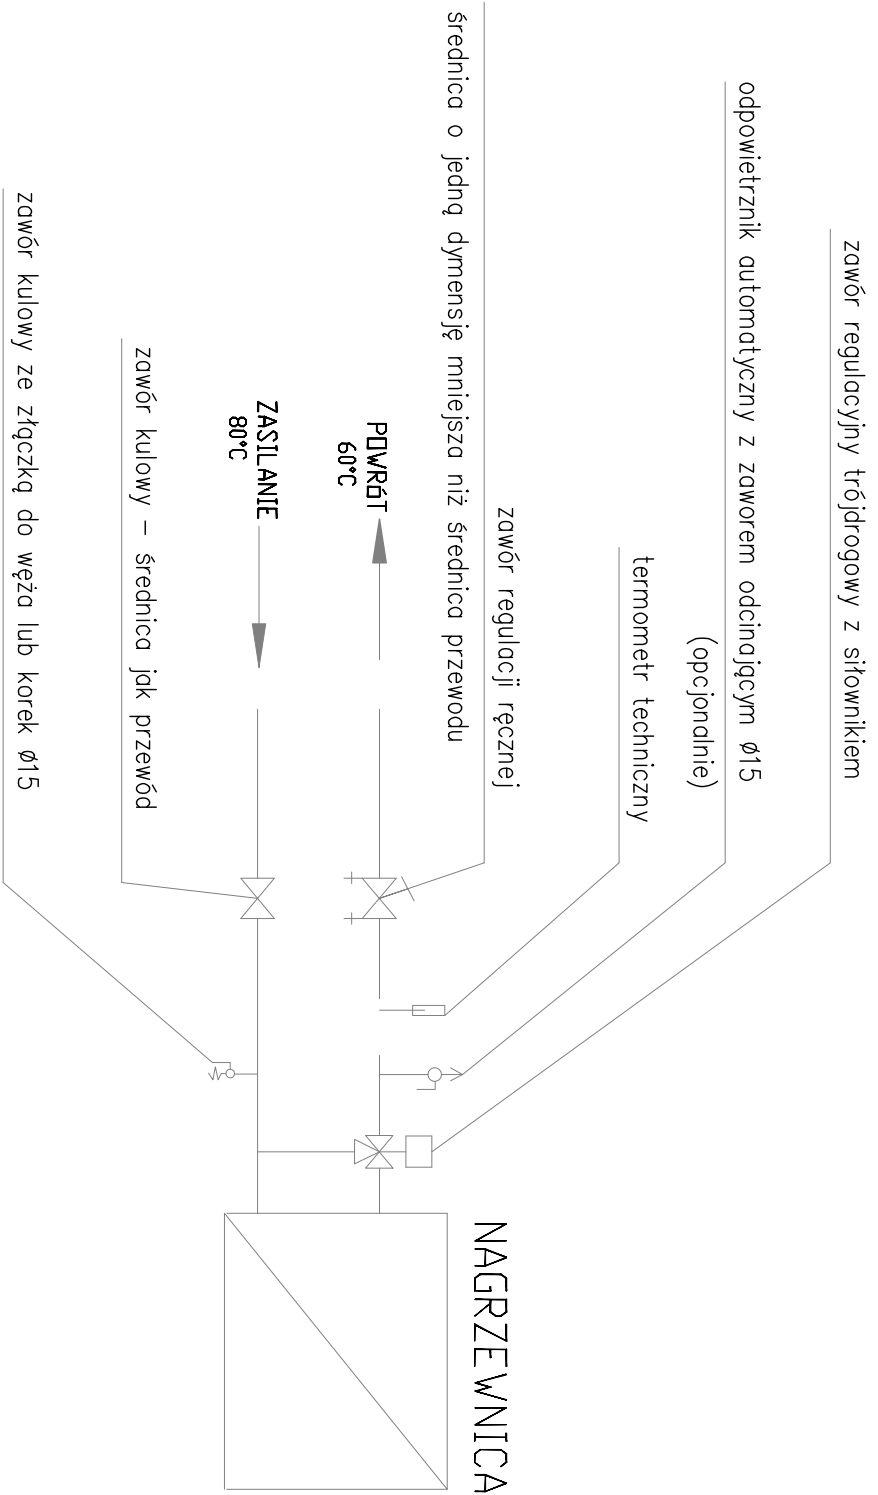 zawór regulacyjny trójdrogowy z siłownikiem
odpowietrznik automatyczny z zaworem odcinającym ø15
(opcjonalnie)
termometr techniczny
zawór regulacji ręcznej
średnica o jedną dymensję mniejsza niż średnica przewodu
NAGRZEWNICA
POWRóT
60°C
ZASILANIE
80°C
zawór kulowy – średnica jak przewód
zawór kulowy ze złączką do węża lub korek ø15